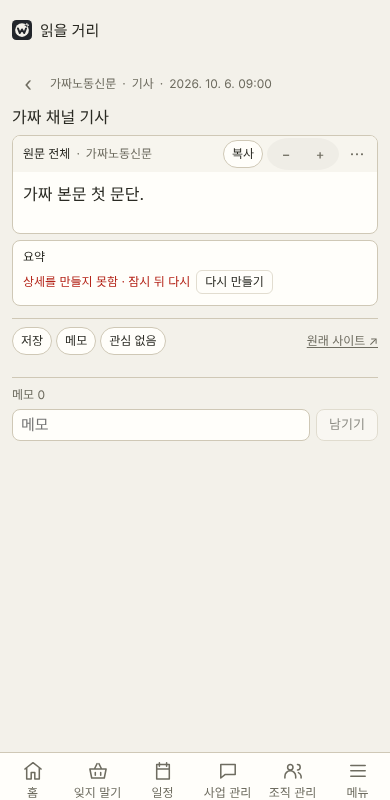 읽을 거리
‹ 가짜노동신문 · 기사 · 2026. 10. 6. 09:00
가짜 채널 기사
원문 전체 · 가짜노동신문 복사 − + ⋯
가짜 본문 첫 문단.
요약
상세를 만들지 못함 · 잠시 뒤 다시 다시 만들기
저장 메모 관심 없음 원래 사이트 ↗
메모 0
메모 남기기
홈 잊지 말기 일정 사업 관리 조직 관리 메뉴